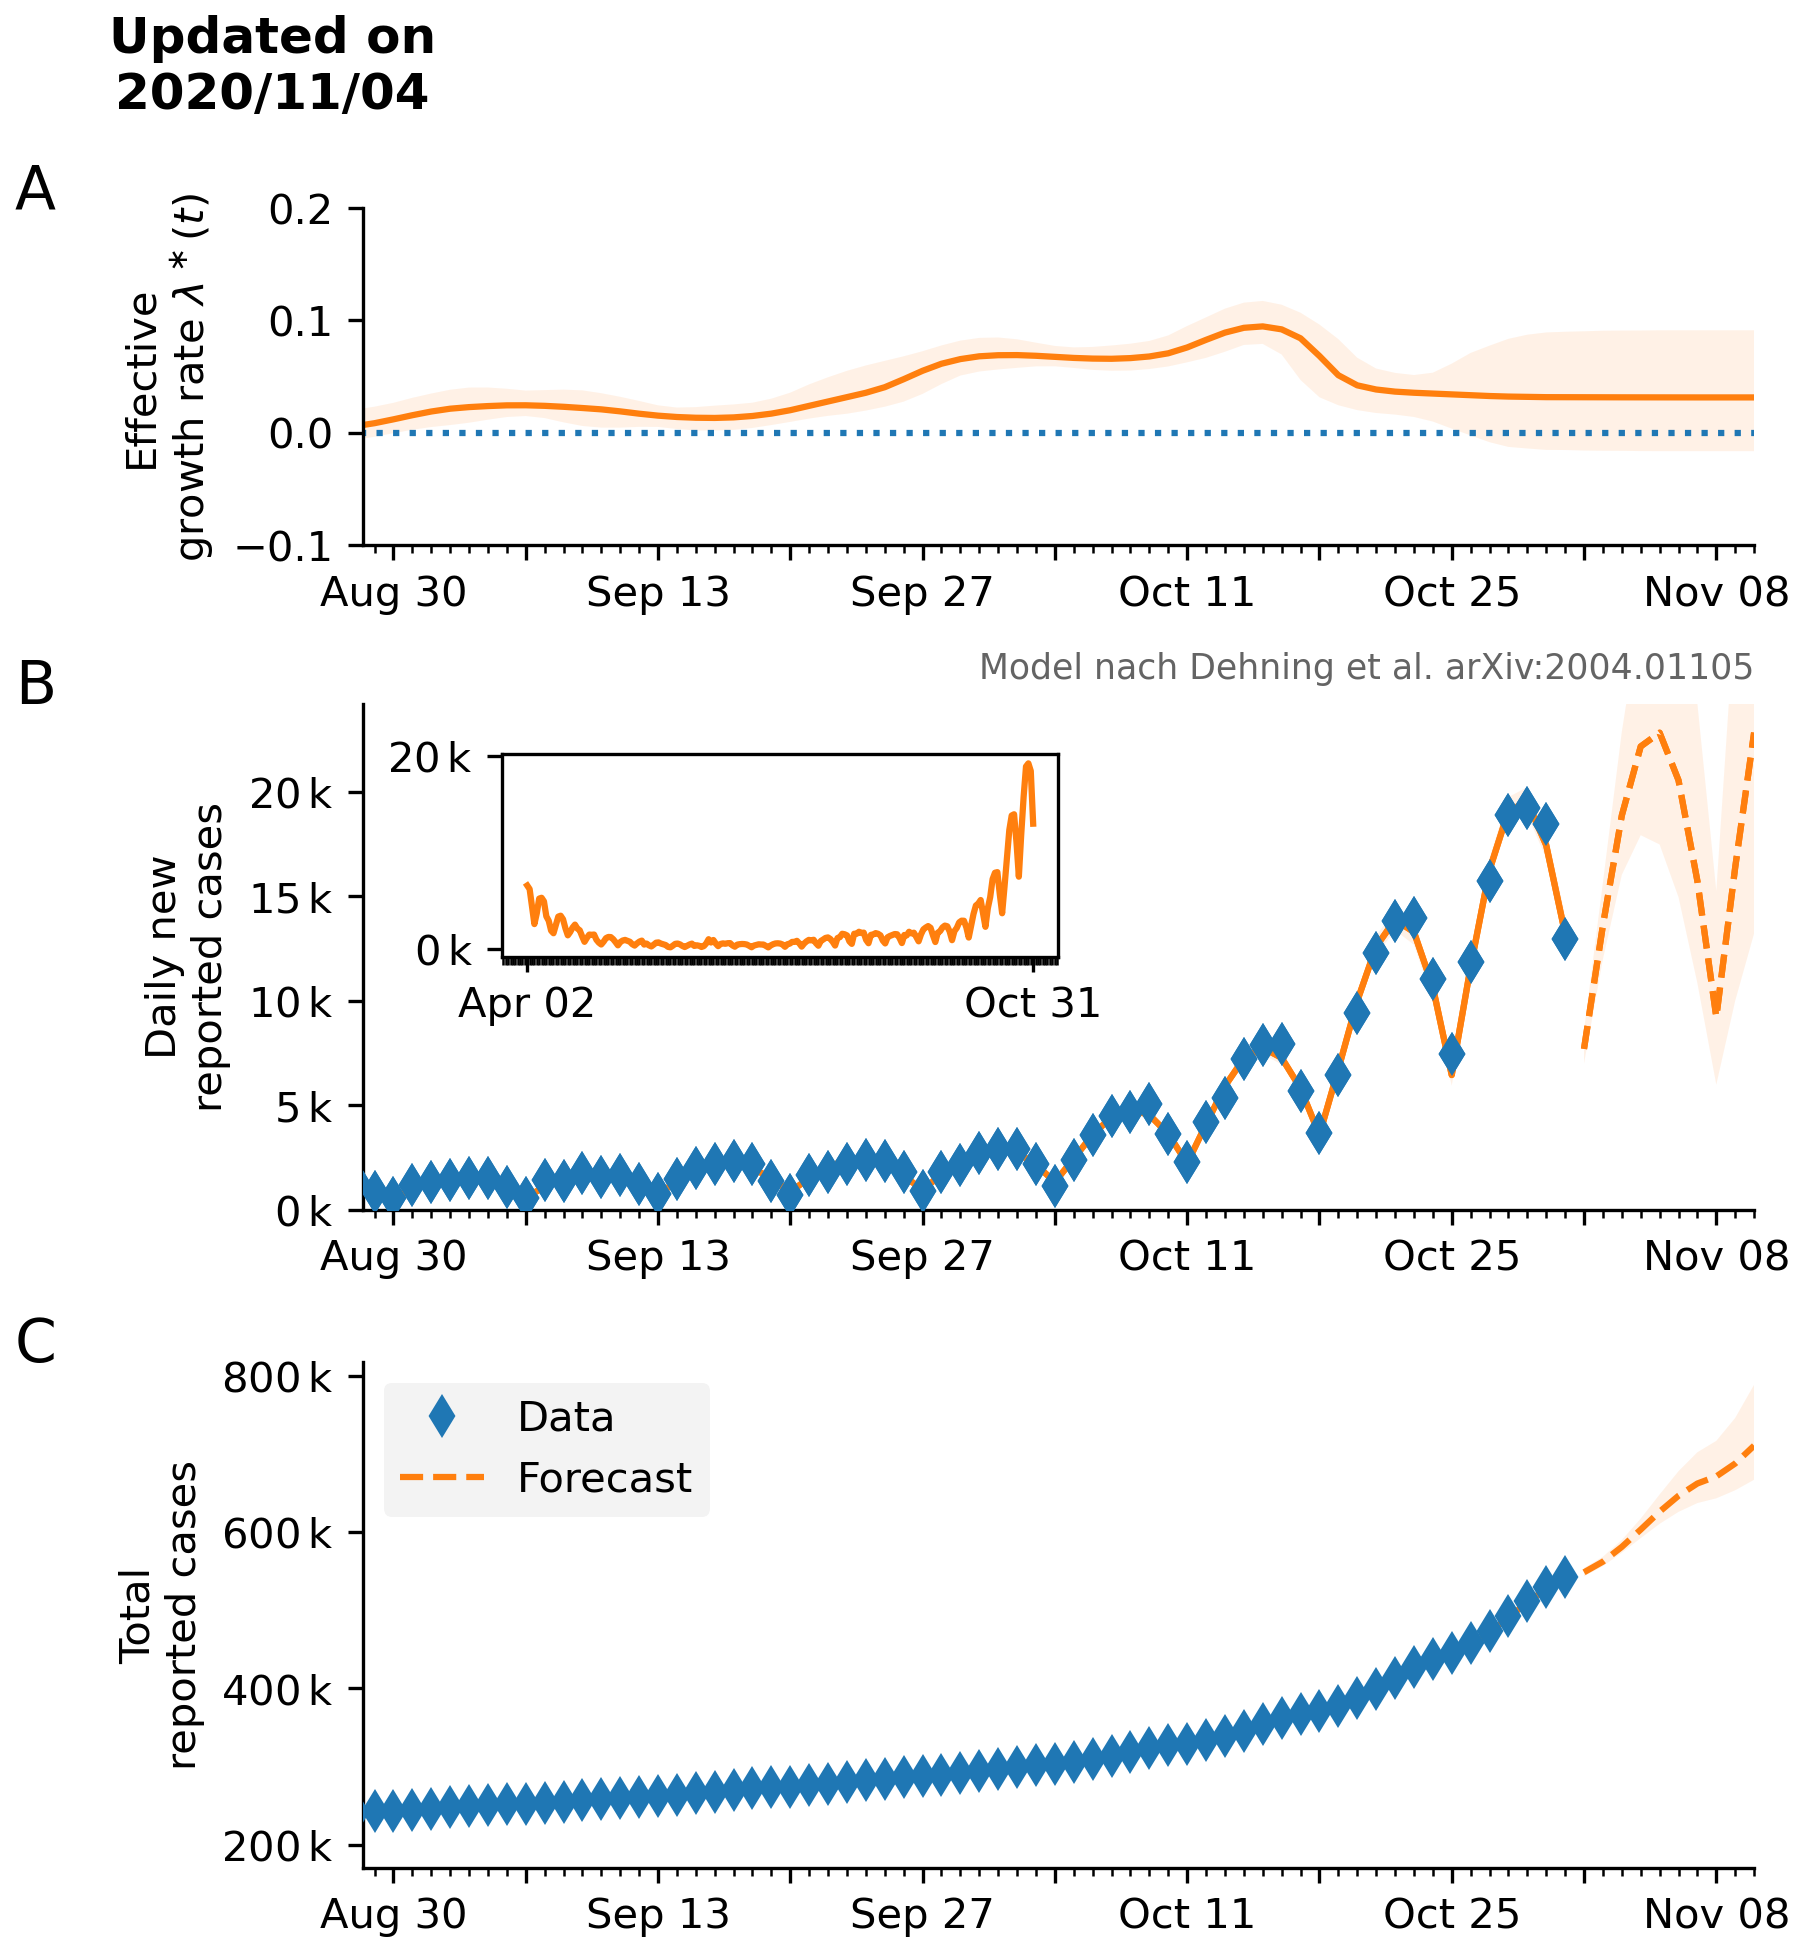 Updated on
2020/11/04
A
Effective
growth rate λ * (t)
0.2
0.1
0.0
−0.1
Aug 30
Sep 13
Sep 27
Oct 11
Oct 25
Nov 08
B
Model nach Dehning et al. arXiv:2004.01105
Daily new
reported cases
20 k
15 k
10 k
5 k
0 k
20 k
0 k
Apr 02
Oct 31
Aug 30
Sep 13
Sep 27
Oct 11
Oct 25
Nov 08
C
Total
reported cases
800 k
600 k
400 k
200 k
Data
Forecast
Aug 30
Sep 13
Sep 27
Oct 11
Oct 25
Nov 08